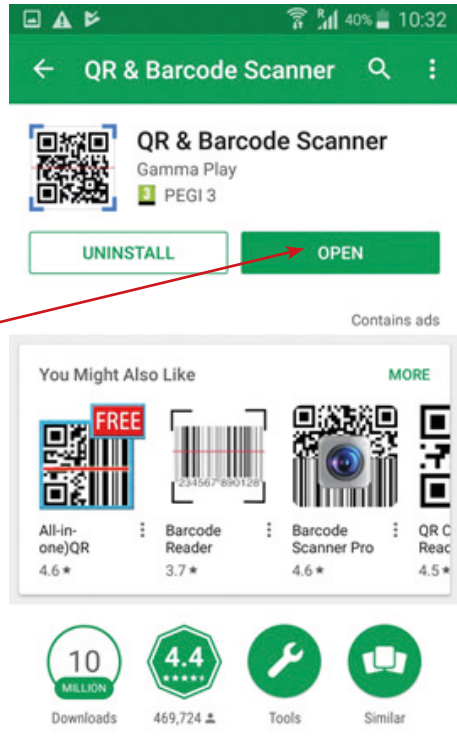 R 40% 10:32
QR & Barcode Scanner
QR & Barcode Scanner
Gamma Play
3 PEGI 3
UNINSTALL OPEN
Contains ads
You Might Also Like MORE
FREE
234567 890128
All-in- Barcode Barcode QR C
one)QR Reader Scanner Pro Reac
4.6★ 3.7★ 4.6★ 4.5★
10 4.4
MILLION
Downloads 469,724 Tools Similar